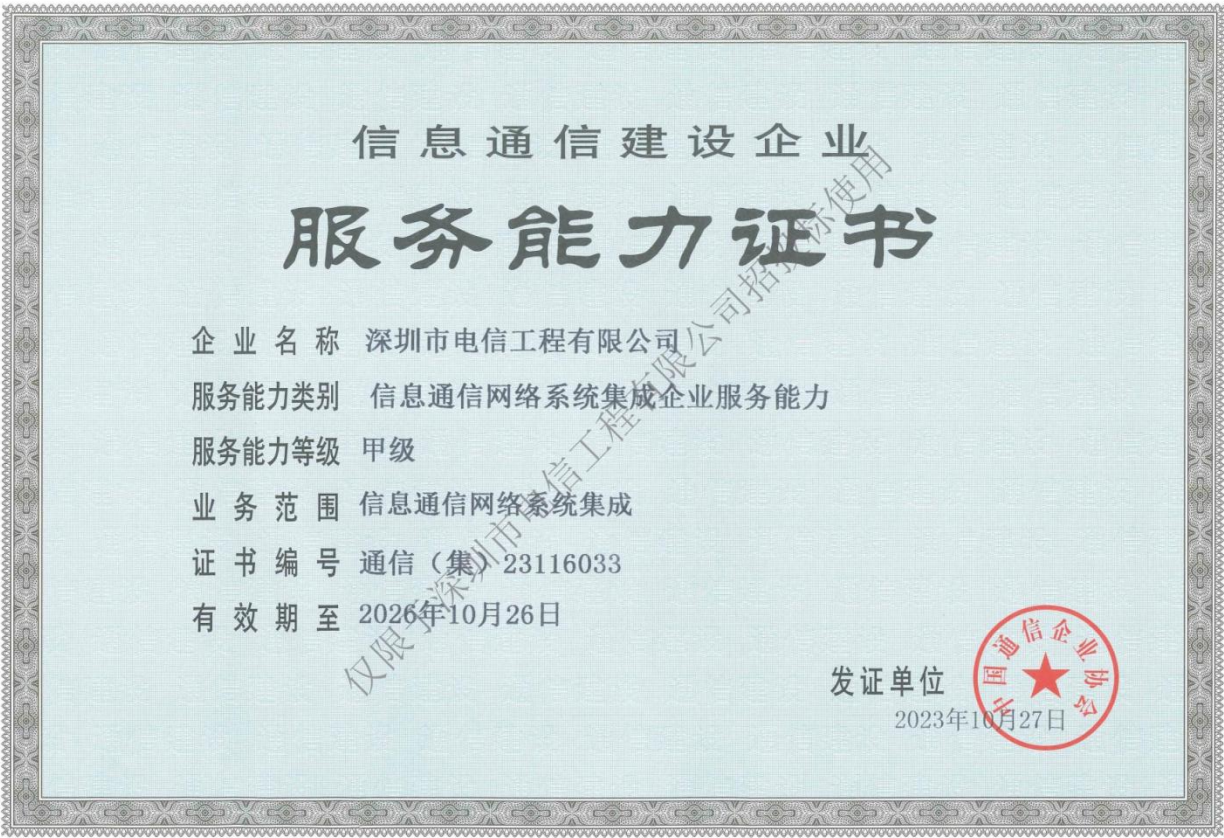 信息通信建设企业
服务能力证书
企业名称 深圳市电信工程有限公司
服务能力类别 信息通信网络系统集成企业服务能力
服务能力等级 甲级
业务范围 信息通信网络系统集成
证书编号 通信（集）23116033
有效期至 2026年10月26日
仅限于深圳市电信工程有限公司招投标使用
发证单位
中国通信企业协会
2023年10月27日